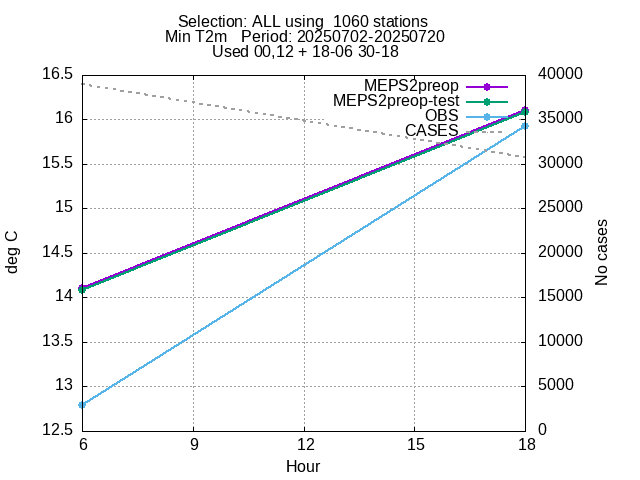 Selection: ALL using  1060 stations
Min T2m   Period: 20250702-20250720
Used 00,12 + 18-06 30-18
16.5
16
15.5
15
14.5
14
13.5
13
12.5
deg C
40000
35000
30000
25000
20000
15000
10000
5000
0
No cases
MEPS2preop
MEPS2preop-test
OBS
CASES
6 9 12 15 18
Hour